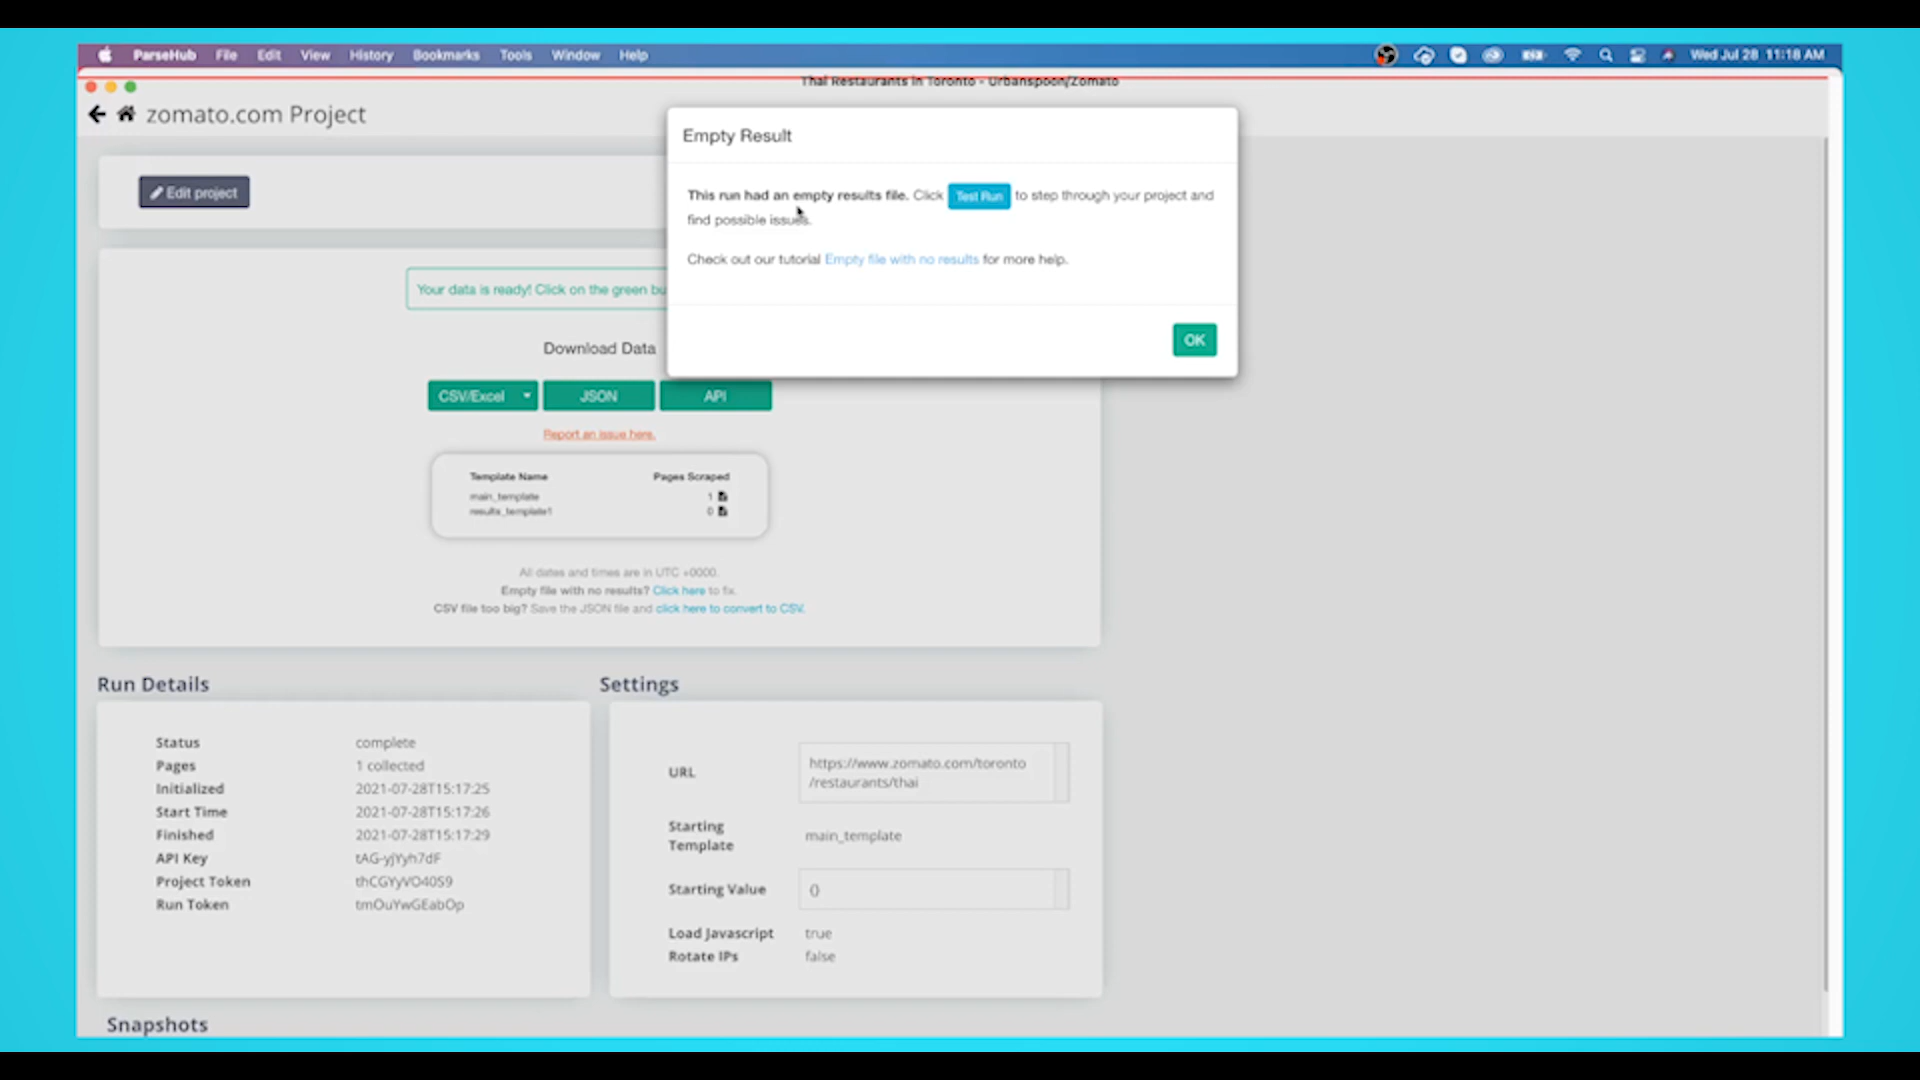 ParseHub File Edit View History Bookmarks Tools Window Help Wed Jul 28 11:18 AM
Thai Restaurants in Toronto - Urbanspoon/Zomato
zomato.com Project
Empty Result
Edit project
This run had an empty results file. Click Test Run to step through your project and
find possible issues.
Check out our tutorial Empty file with no results for more help.
Your data is ready! Click on the green bu
OK
Download Data
CSV/Excel JSON API
Report an issue here.
Template Name Pages Scraped
main_template 1
results_template1 0
All dates and times are in UTC +0000.
Empty file with no results? Click here to fix.
CSV file too big? Save the JSON file and click here to convert to CSV.
Run Details
Status complete
Pages 1 collected
Initialized 2021-07-28T15:17:25
Start Time 2021-07-28T15:17:26
Finished 2021-07-28T15:17:29
API Key tAG-yjYyh7dF
Project Token thCGYyVO40S9
Run Token tmOuYwGEabOp
Settings
URL https://www.zomato.com/toronto
/restaurants/thai
Starting
Template main_template
Starting Value {}
Load Javascript true
Rotate IPs false
Snapshots